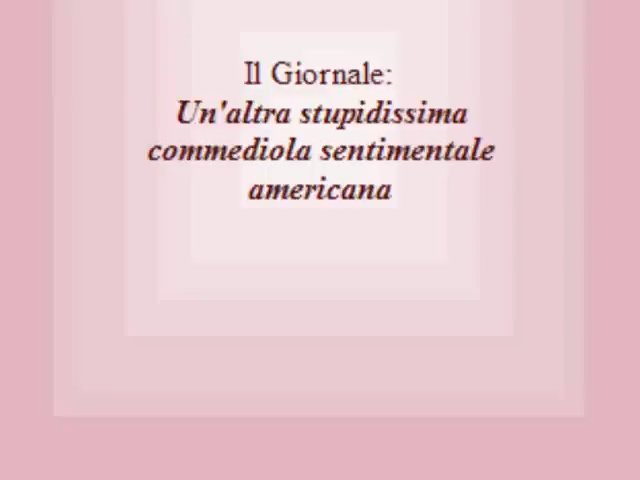 Il Giornale:
Un'altra stupidissima
commediola sentimentale
americana